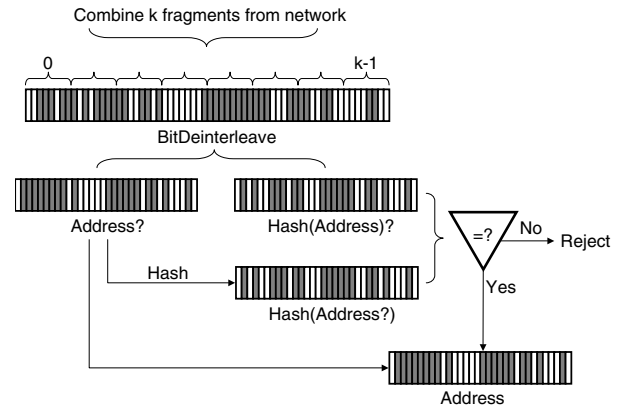 Combine k fragments from network
0 k-1
BitDeinterleave
Address? Hash(Address)?
=? No Reject
Hash
Yes
Hash(Address?)
Address